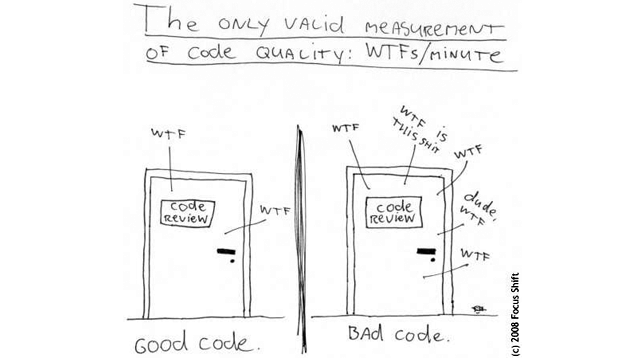 The only valid measurement
of code quality: WTFs/minute
WTF
code
review
WTF
Good code.
WTF
WTF is
this shit
WTF
code
review
dude,
WTF
WTF
BAd code.
(c) 2008 Focus Shift